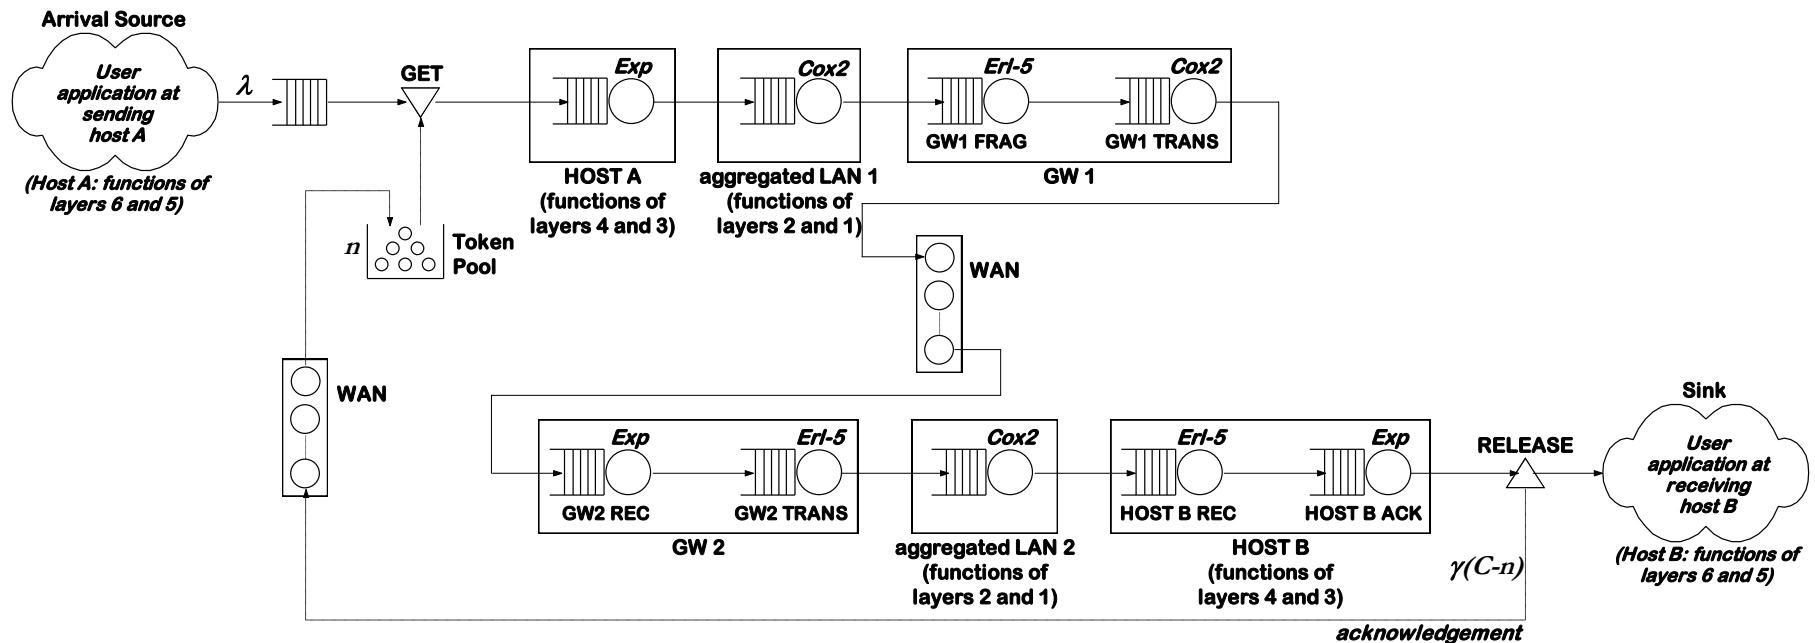 Arrival Source
User
application at
sending
host A
(Host A: functions of
layers 6 and 5)
λ
GET
n
Token
Pool
Exp
HOST A
(functions of
layers 4 and 3)
Cox2
aggregated LAN 1
(functions of
layers 2 and 1)
Erl-5
GW1 FRAG
Cox2
GW1 TRANS
GW 1
WAN
WAN
Exp
GW2 REC
Erl-5
GW2 TRANS
GW 2
Cox2
aggregated LAN 2
(functions of
layers 2 and 1)
Erl-5
HOST B REC
Exp
HOST B ACK
HOST B
(functions of
layers 4 and 3)
RELEASE
γ(C-n)
acknowledgement
Sink
User
application at
receiving
host B
(Host B: functions of
layers 6 and 5)